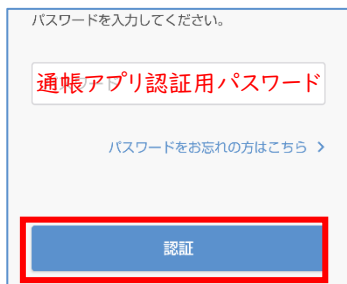 パスワードを入力してください。
通帳アプリ認証用パスワード
パスワードをお忘れの方はこちら >
認証